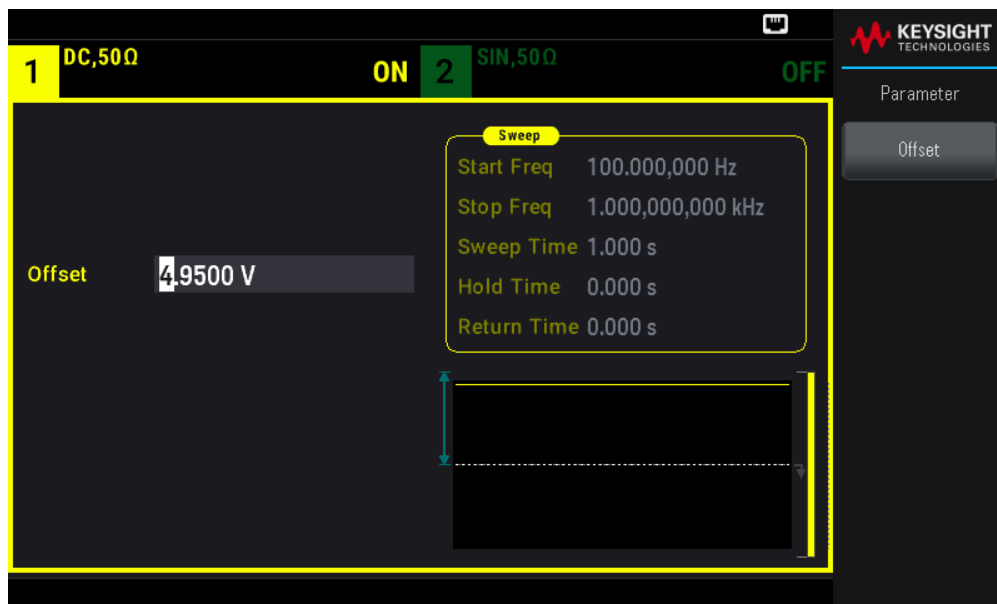 1 DC,50Ω ON 2 SIN,50Ω OFF
KEYSIGHT
TECHNOLOGIES
Parameter
Offset
Offset 4.9500 V
Sweep
Start Freq 100.000,000 Hz
Stop Freq 1.000,000,000 kHz
Sweep Time 1.000 s
Hold Time 0.000 s
Return Time 0.000 s